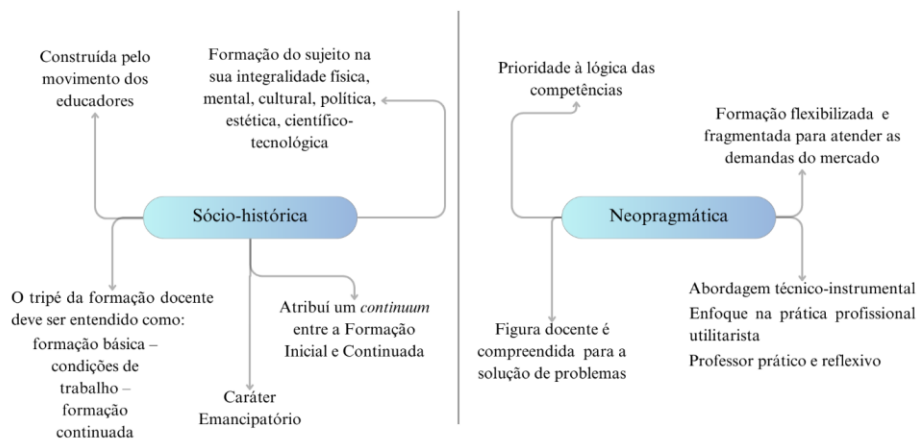 Construída pelo
movimento dos
educadores
Formação do sujeito na
sua integralidade física,
mental, cultural, política,
estética, científico-
tecnológica
Sócio-histórica
O tripé da formação docente
deve ser entendido como:
formação básica –
condições de
trabalho –
formação
continuada
Caráter
Emancipatório
Atribuí um continuum
entre a Formação
Inicial e Continuada
Prioridade à lógica das
competências
Formação flexibilizada e
fragmentada para atender as
demandas do mercado
Neopragmática
Figura docente é
compreendida para a
solução de problemas
Abordagem técnico-instrumental
Enfoque na prática profissional
utilitarista
Professor prático e reflexivo